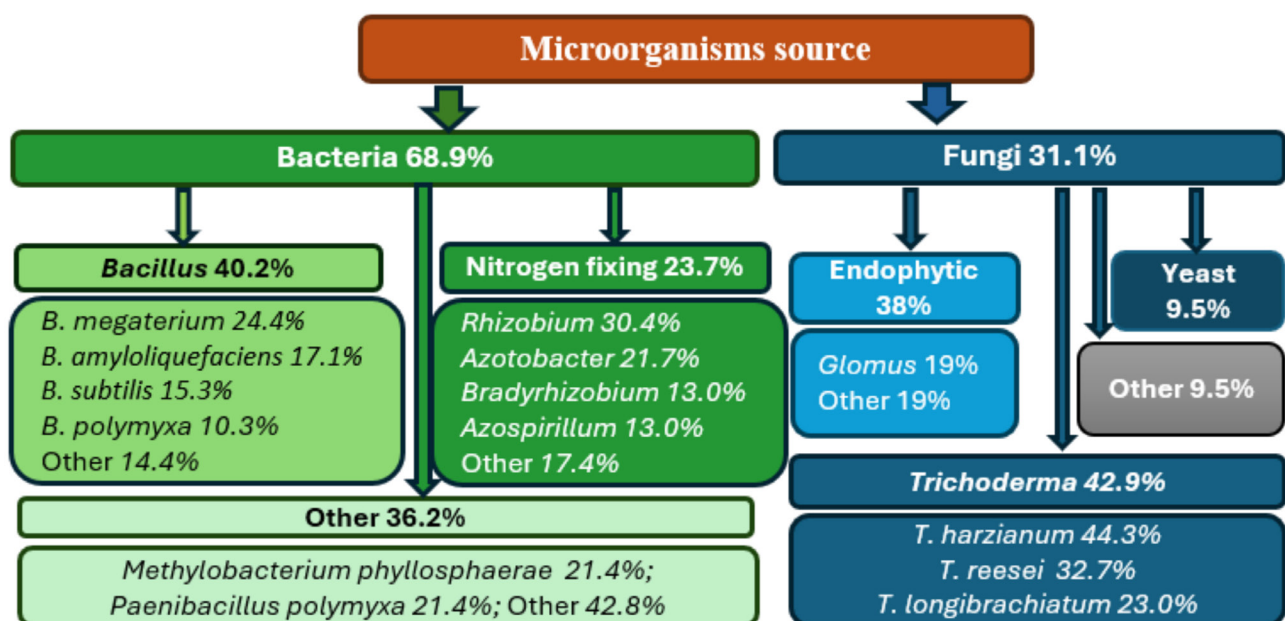 Microorganisms source
Bacteria 68.9%
Fungi 31.1%
Bacillus 40.2%
B. megaterium 24.4%
B. amyloliquefaciens 17.1%
B. subtilis 15.3%
B. polymyxa 10.3%
Other 14.4%
Nitrogen fixing 23.7%
Rhizobium 30.4%
Azotobacter 21.7%
Bradyrhizobium 13.0%
Azospirillum 13.0%
Other 17.4%
Other 36.2%
Methylobacterium phyllosphaerae 21.4%;
Paenibacillus polymyxa 21.4%; Other 42.8%
Endophytic
38%
Glomus 19%
Other 19%
Yeast
9.5%
Other 9.5%
Trichoderma 42.9%
T. harzianum 44.3%
T. reesei 32.7%
T. longibrachiatum 23.0%